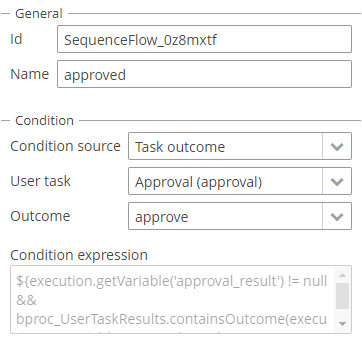 General
Id SequenceFlow_0z8mxtf
Name approved
Condition
Condition source Task outcome
User task Approval (approval)
Outcome approve
Condition expression
${execution.getVariable('approval_result') != null
&&
bproc_UserTaskResults.containsOutcome(execu